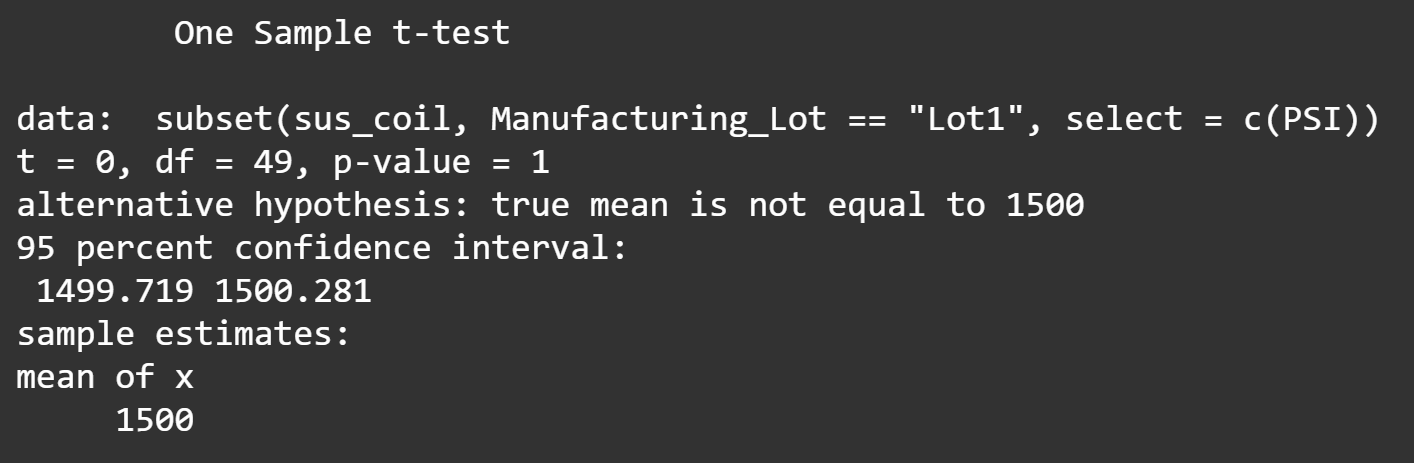 One Sample t-test
data:  subset(sus_coil, Manufacturing_Lot == "Lot1", select = c(PSI))
t = 0, df = 49, p-value = 1
alternative hypothesis: true mean is not equal to 1500
95 percent confidence interval:
1499.719 1500.281
sample estimates:
mean of x
1500